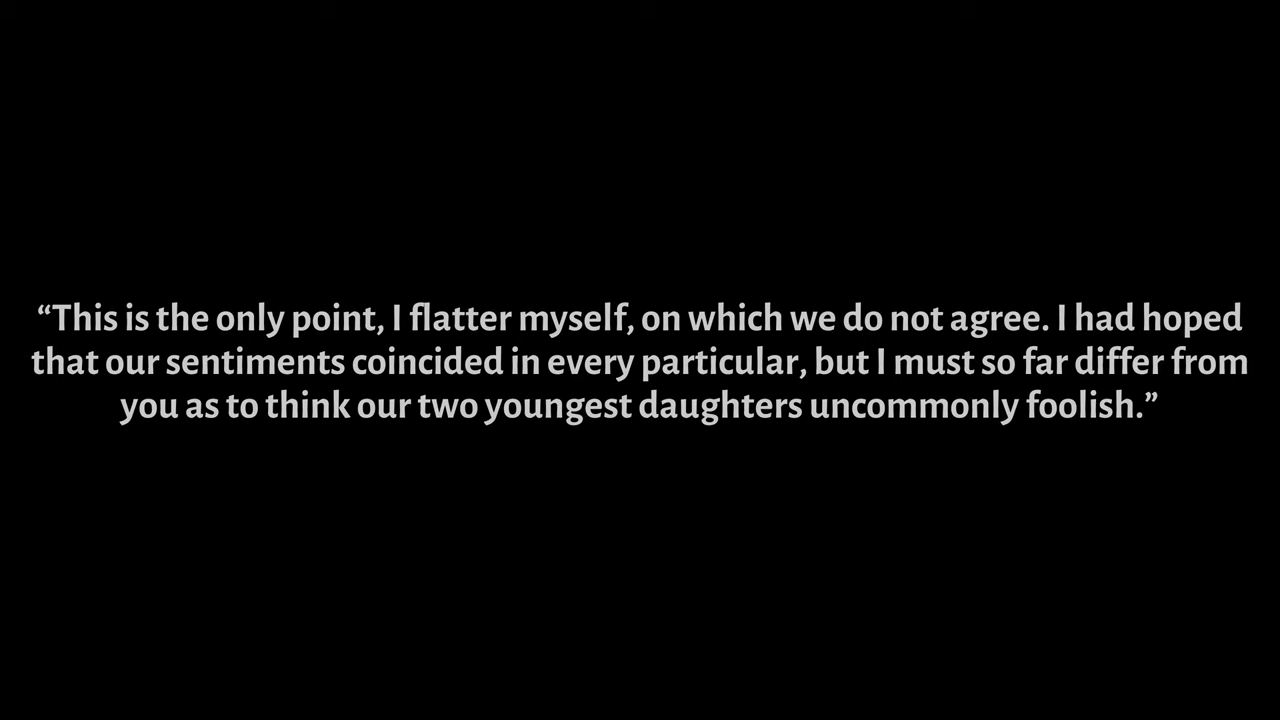 “This is the only point, I flatter myself, on which we do not agree. I had hoped
that our sentiments coincided in every particular, but I must so far differ from
you as to think our two youngest daughters uncommonly foolish.”